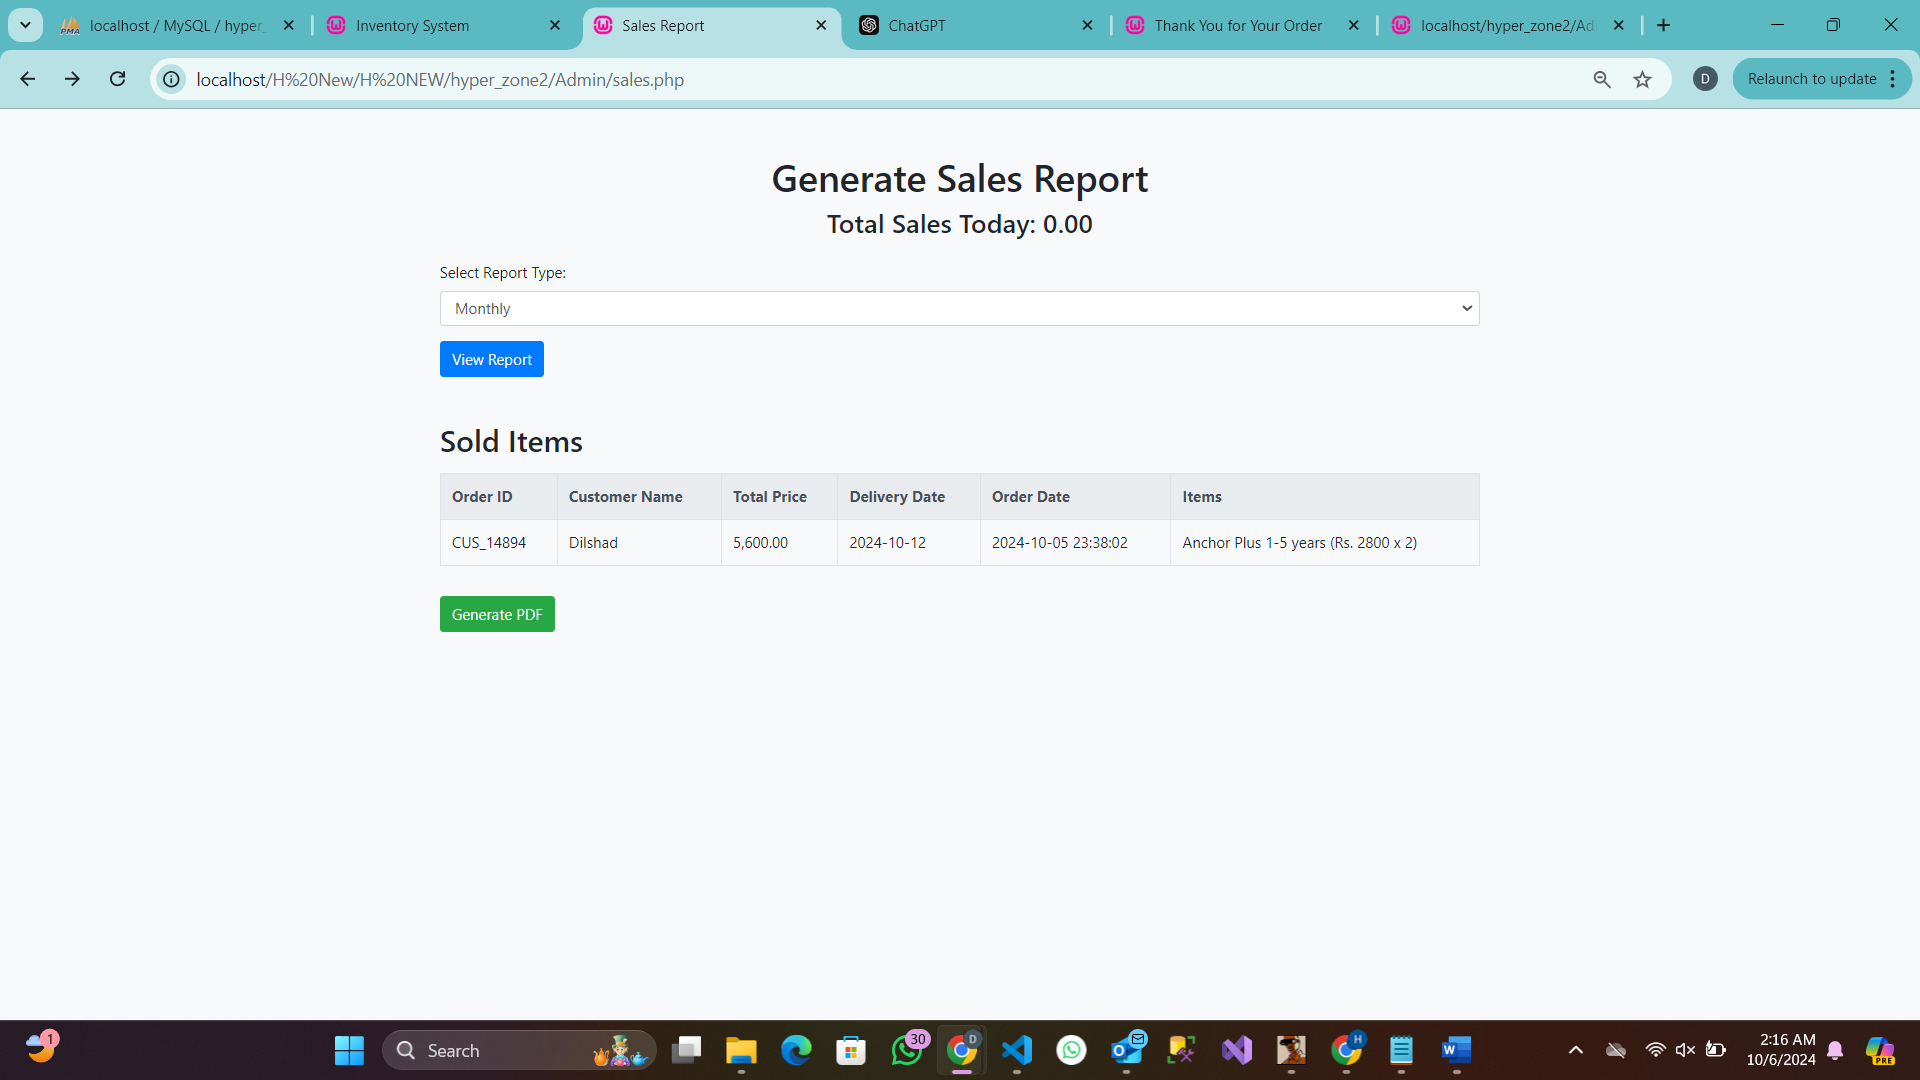 localhost / MySQL / hyper_
Inventory System
Sales Report
ChatGPT
Thank You for Your Order
localhost/hyper_zone2/Ad
localhost/H%20New/H%20NEW/hyper_zone2/Admin/sales.php
D
Relaunch to update
Generate Sales Report
Total Sales Today: 0.00
Select Report Type:
Monthly
View Report
Sold Items
Order ID Customer Name Total Price Delivery Date Order Date Items
CUS_14894 Dilshad 5,600.00 2024-10-12 2024-10-05 23:38:02 Anchor Plus 1-5 years (Rs. 2800 x 2)
Generate PDF
1
Search
30
D
H
2:16 AM
10/6/2024
PRE